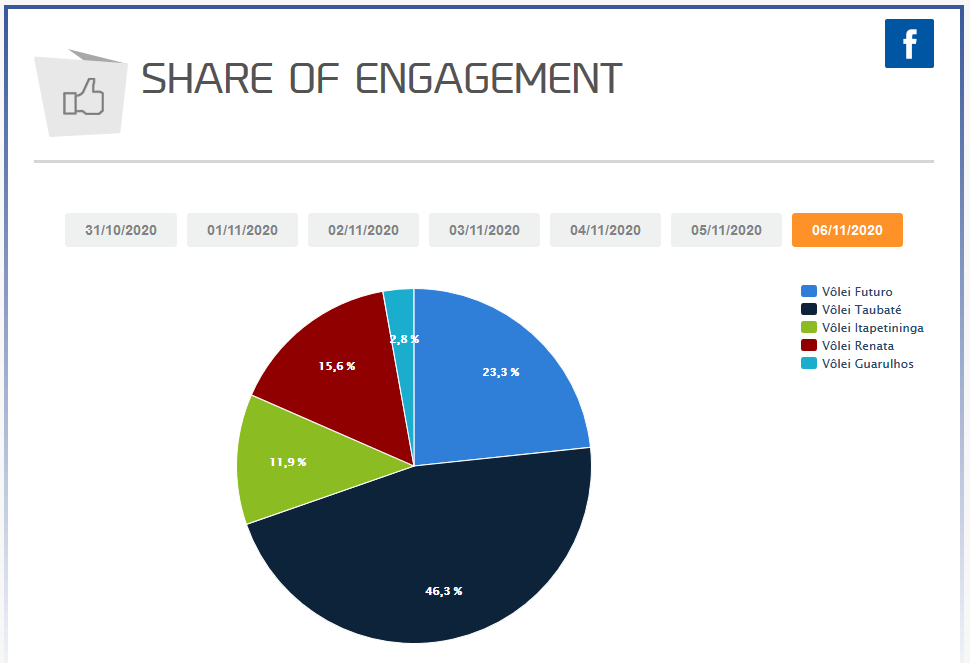 f
SHARE OF ENGAGEMENT
31/10/2020 01/11/2020 02/11/2020 03/11/2020 04/11/2020 05/11/2020 06/11/2020
Vôlei Futuro
Vôlei Taubaté
Vôlei Itapetininga
Vôlei Renata
Vôlei Guarulhos
2,8 %
15,6 %
23,3 %
11,9 %
46,3 %